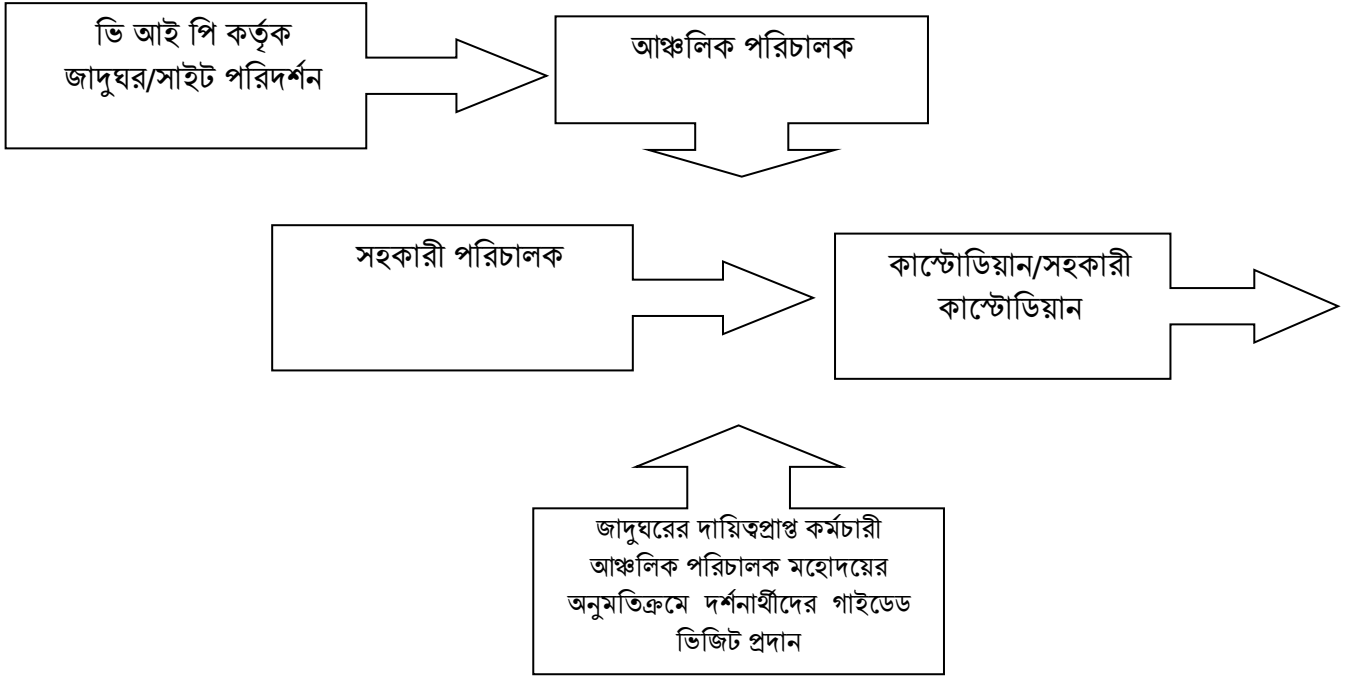 ভি আই পি কর্তৃক
জাদুঘর/সাইট পরিদর্শন
আঞ্চলিক পরিচালক
সহকারী পরিচালক
কাস্টোডিয়ান/সহকারী
কাস্টোডিয়ান
জাদুঘরের দায়িত্বপ্রাপ্ত কর্মচারী
আঞ্চলিক পরিচালক মহোদয়ের
অনুমতিক্রমে দর্শনার্থীদের গাইডেড
ভিজিট প্রদান